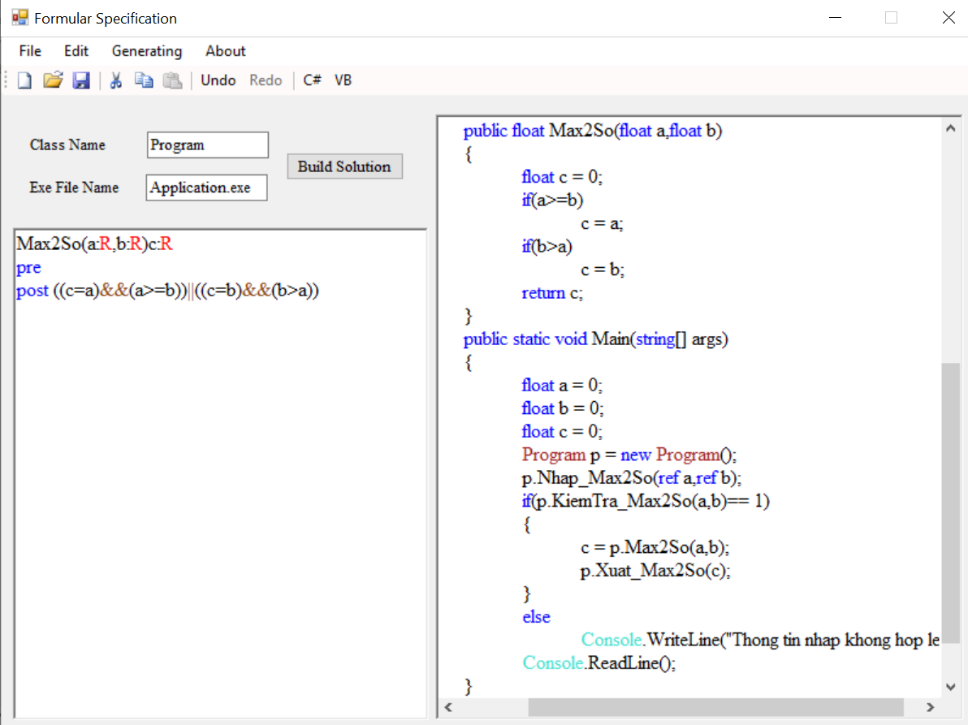 Formular Specification
File Edit Generating About
Undo Redo C# VB
Class Name Program
Build Solution
Exe File Name Application.exe
Max2So(a:R,b:R)c:R
pre
post ((c=a)&&(a>=b))||((c=b)&&(b>a))
public float Max2So(float a,float b)
{
float c = 0;
if(a>=b)
c = a;
if(b>a)
c = b;
return c;
}
public static void Main(string[] args)
{
float a = 0;
float b = 0;
float c = 0;
Program p = new Program();
p.Nhap_Max2So(ref a,ref b);
if(p.KiemTra_Max2So(a,b)== 1)
{
c = p.Max2So(a,b);
p.Xuat_Max2So(c);
}
else
Console.WriteLine("Thong tin nhap khong hop le
Console.ReadLine();
}